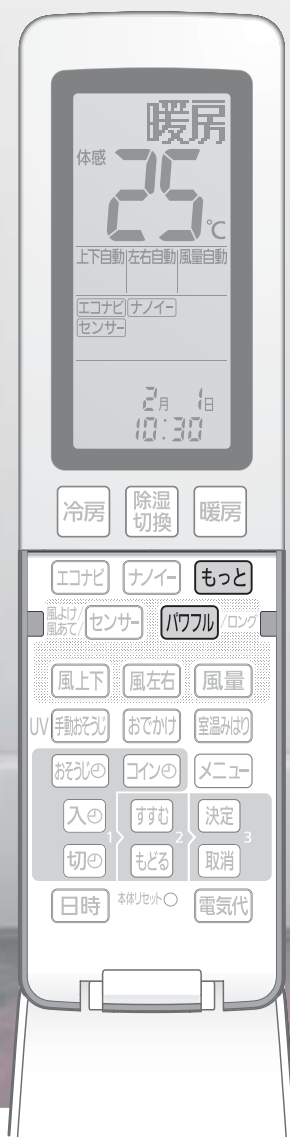 暖房
体感 25℃
上下自動 左右自動 風量自動
エコナビ ナノイー
センサー
2月 1日
10:30
冷房 除湿切換 暖房
エコナビ ナノイー もっと
風よけ/風あて/ センサー パワフル /ロング
風上下 風左右 風量
UV 手動おそうじ おでかけ 室温みはり
おそうじ コイン メニュー
入 すすむ 決定
1 2 3
切 もどる 取消
日時 本体リセット 電気代